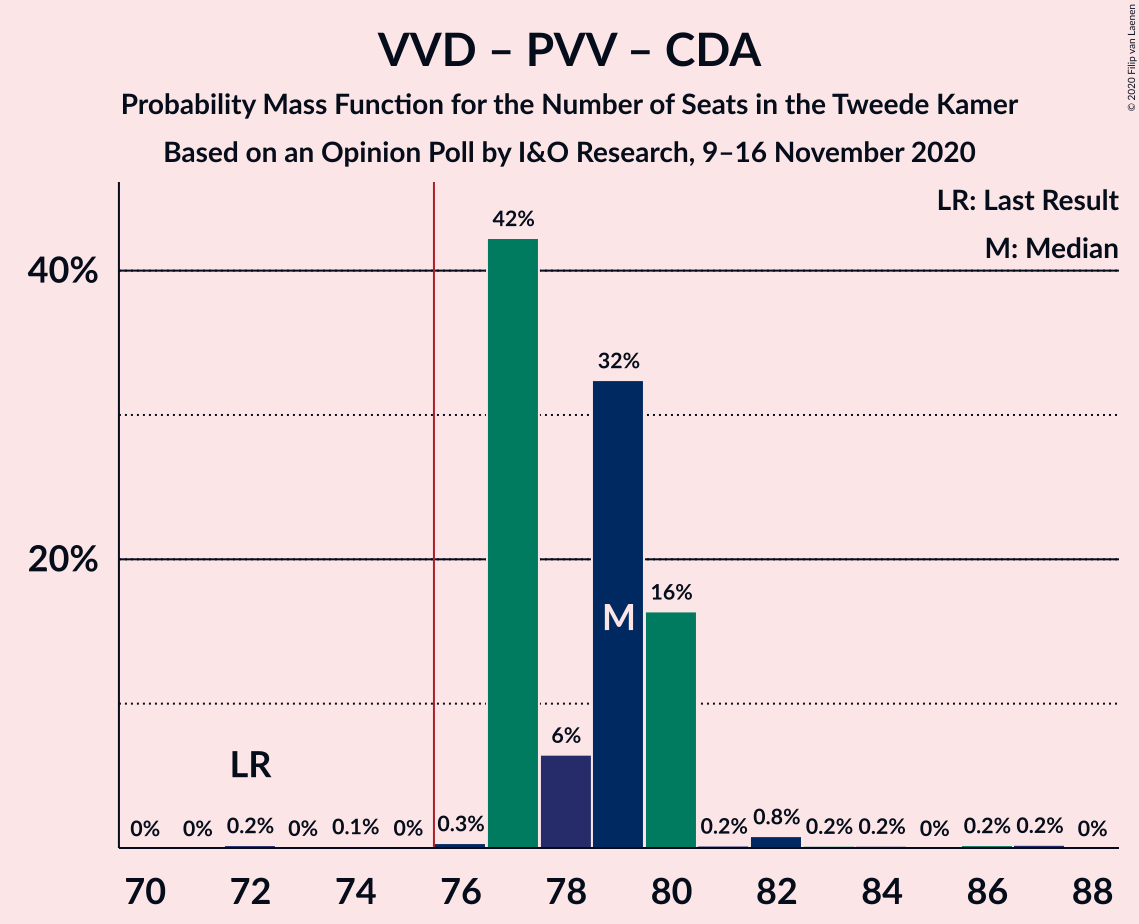 VVD – PVV – CDA
Probability Mass Function for the Number of Seats in the Tweede Kamer
Based on an Opinion Poll by I&O Research, 9–16 November 2020
© 2020 Filip van Laenen
LR: Last Result
M: Median
40%
20%
42%
32%
M
16%
6%
LR
0% 0% 0.2% 0% 0.1% 0% 0.3% 0.2% 0.8% 0.2% 0.2% 0% 0.2% 0.2% 0%
70 72 74 76 78 80 82 84 86 88